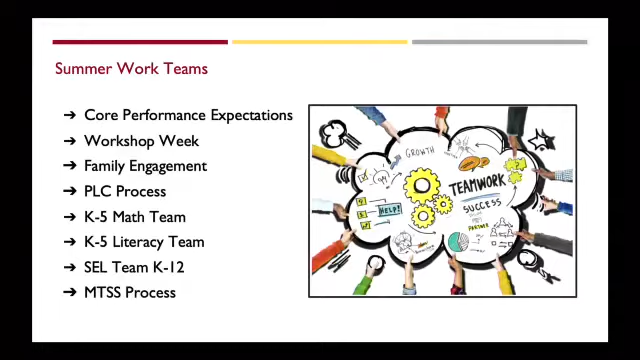 Summer Work Teams
➔ Core Performance Expectations
➔ Workshop Week
➔ Family Engagement
➔ PLC Process
➔ K-5 Math Team
➔ K-5 Literacy Team
➔ SEL Team K-12
➔ MTSS Process
GROWTH
TEAMWORK
SUCCESS
HELP!
PARTNER